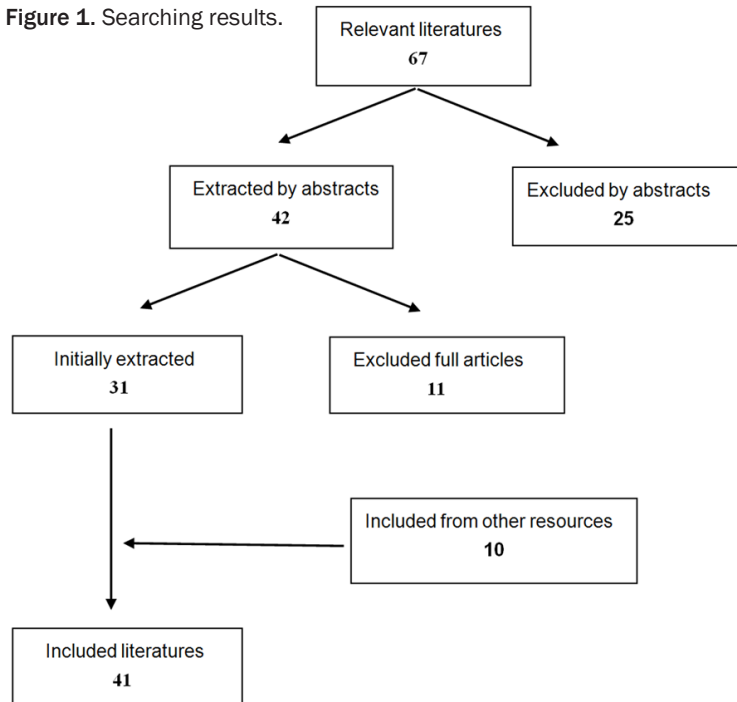 Figure 1. Searching results.
Relevant literatures
67
Extracted by abstracts
42
Excluded by abstracts
25
Initially extracted
31
Excluded full articles
11
Included from other resources
10
Included literatures
41